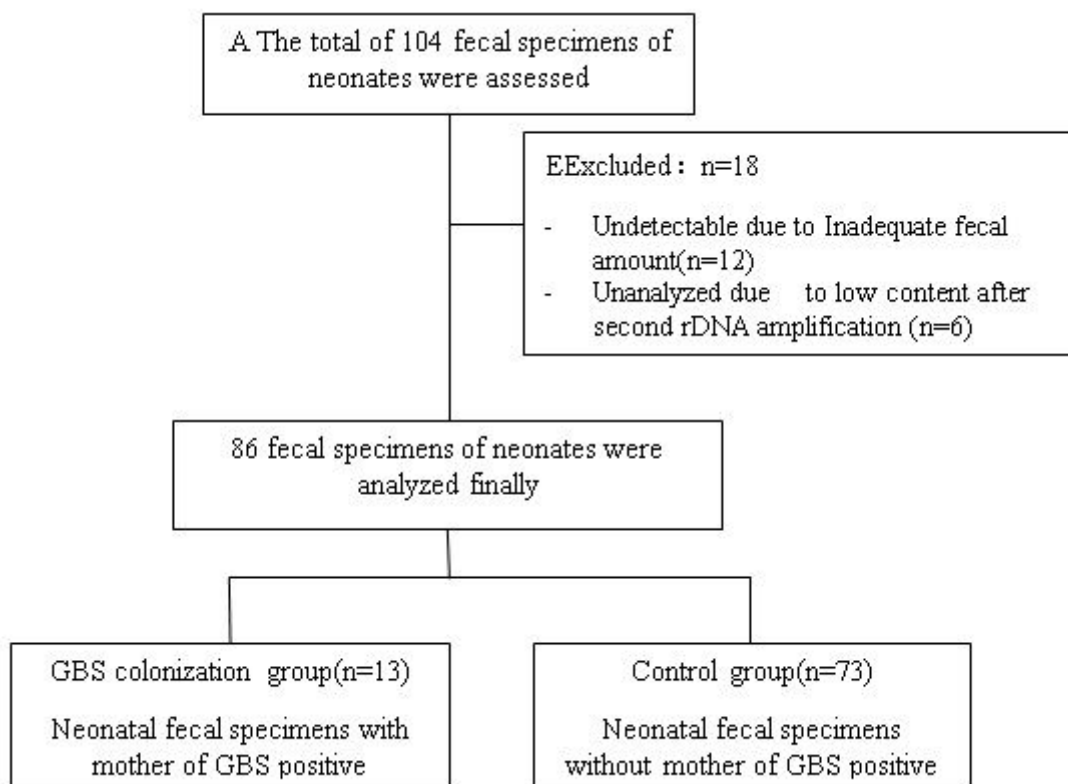 A The total of 104 fecal specimens of
neonates were assessed
EExcluded：n=18
- Undetectable due to Inadequate fecal
amount(n=12)
- Unanalyzed due to low content after
second rDNA amplification (n=6)
86 fecal specimens of neonates were
analyzed finally
GBS colonization group(n=13)
Neonatal fecal specimens with
mother of GBS positive
Control group(n=73)
Neonatal fecal specimens
without mother of GBS positive